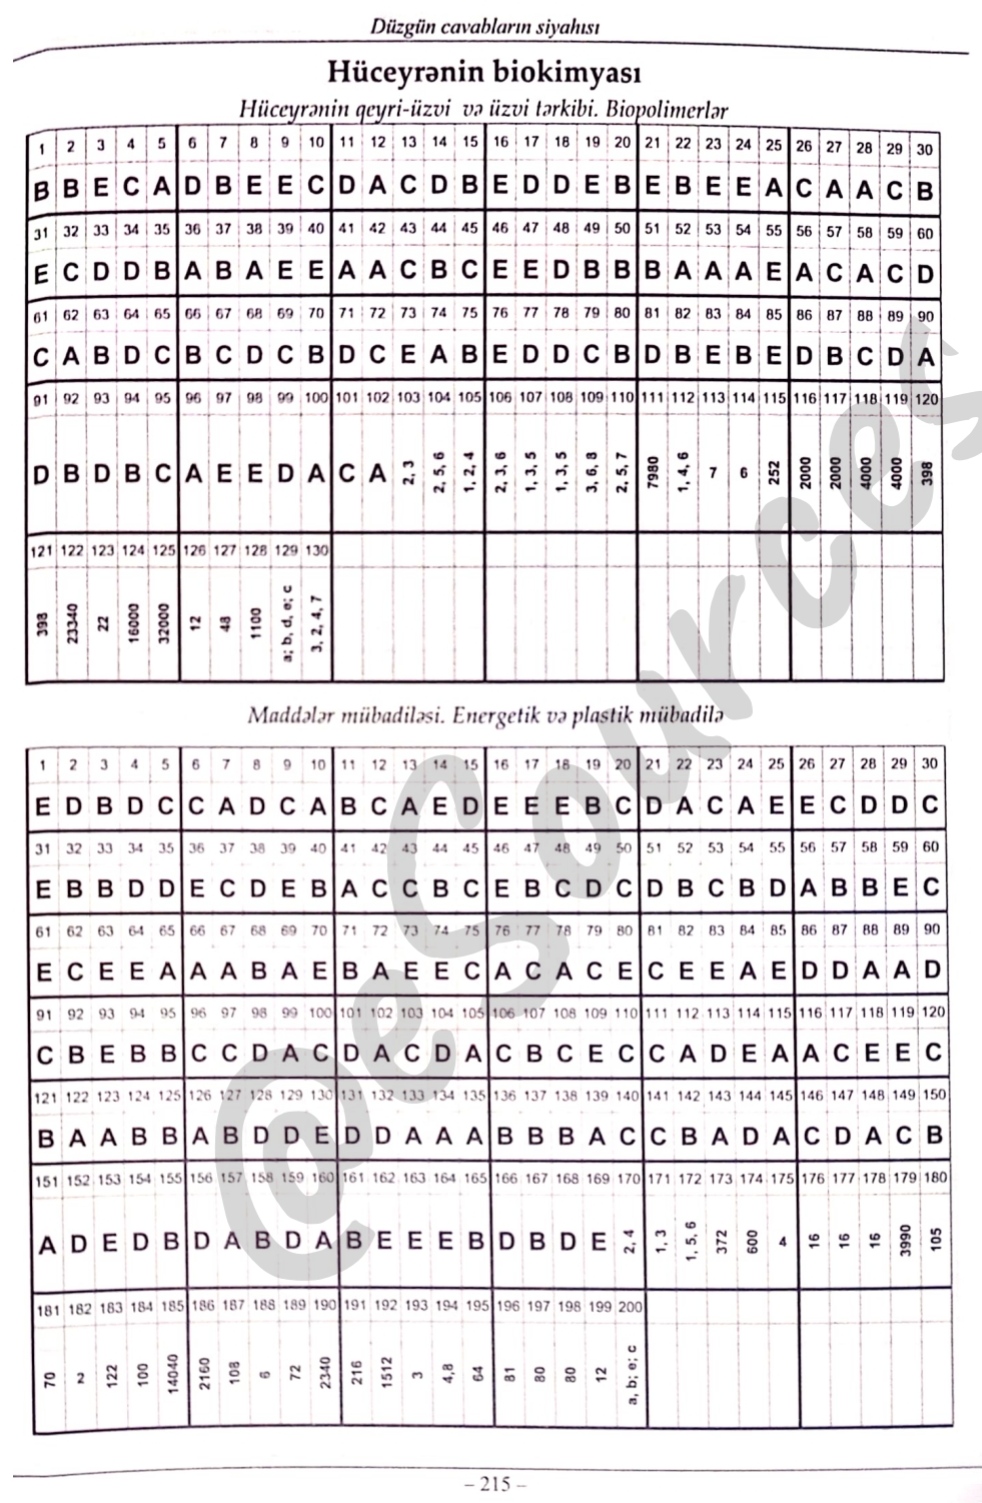 Düzgün cavabların siyahısı
Hüceyrənin biokimyası
Hüceyrənin qeyri-üzvi və üzvi tərkibi. Biopolimerlər
1 2 3 4 5 6 7 8 9 10 11 12 13 14 15 16 17 18 19 20 21 22 23 24 25 26 27 28 29 30
B B E C A D B E E C D A C D B E D D E B E B E E A C A A C B
31 32 33 34 35 36 37 38 39 40 41 42 43 44 45 46 47 48 49 50 51 52 53 54 55 56 57 58 59 60
E C D D B A B A E E A A C B C E E D B B B A A A E A C A C D
61 62 63 64 65 66 67 68 69 70 71 72 73 74 75 76 77 78 79 80 81 82 83 84 85 86 87 88 89 90
C A B D C B C D C B D C E A B E D D C B D B E B E D B C D A
91 92 93 94 95 96 97 98 99 100 101 102 103 104 105 106 107 108 109 110 111 112 113 114 115 116 117 118 119 120
D B D B C A E E D A C A 2, 3 2, 5, 6 1, 2, 4 2, 3, 6 1, 3, 5 1, 3, 5 3, 6, 8 2, 5, 7 7980 1, 4, 6 7 6 252 2000 2000 4000 4000 398
121 122 123 124 125 126 127 128 129 130
398 23340 22 16000 32000 12 48 1100 a; b, d, e; c 3, 2, 4, 7
Maddələr mübadiləsi. Energetik və plastik mübadilə
1 2 3 4 5 6 7 8 9 10 11 12 13 14 15 16 17 18 19 20 21 22 23 24 25 26 27 28 29 30
E D B D C C A D C A B C A E D E E E B C D A C A E E C D D C
31 32 33 34 35 36 37 38 39 40 41 42 43 44 45 46 47 48 49 50 51 52 53 54 55 56 57 58 59 60
E B B D D E C D E B A C C B C E B C D C D B C B D A B B E C
61 62 63 64 65 66 67 68 69 70 71 72 73 74 75 76 77 78 79 80 81 82 83 84 85 86 87 88 89 90
E C E E A A A B A E B A E E C A C A C E C E E A E D D A A D
91 92 93 94 95 96 97 98 99 100 101 102 103 104 105 106 107 108 109 110 111 112 113 114 115 116 117 118 119 120
C B E B B C C D A C D A C D A C B C E C C A D E A A C E E C
121 122 123 124 125 126 127 128 129 130 131 132 133 134 135 136 137 138 139 140 141 142 143 144 145 146 147 148 149 150
B A A B B A B D D E D D A A A B B B A C C B A D A C D A C B
151 152 153 154 155 156 157 158 159 160 161 162 163 164 165 166 167 168 169 170 171 172 173 174 175 176 177 178 179 180
A D E D B D A B D A B E E E B D B D E 2, 4 1, 3 1, 5, 6 372 600 4 16 16 16 3990 105
181 182 183 184 185 186 187 188 189 190 191 192 193 194 195 196 197 198 199 200
70 2 122 100 14040 2160 108 6 72 2340 216 1512 3 4,8 64 81 80 80 12 a, b; e; c
@eSources
– 215 –